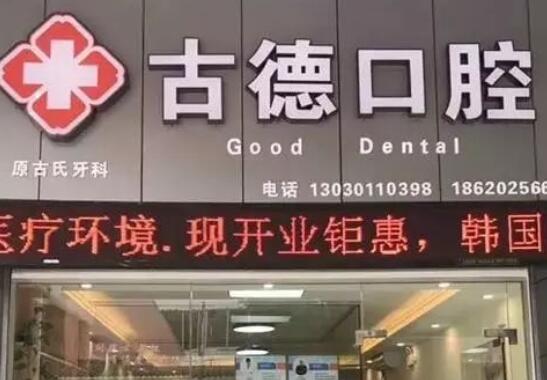 古德口腔
Good Dental
原古氏牙科
电话 13030110398 18620256
医疗环境.现开业钜惠，韩国